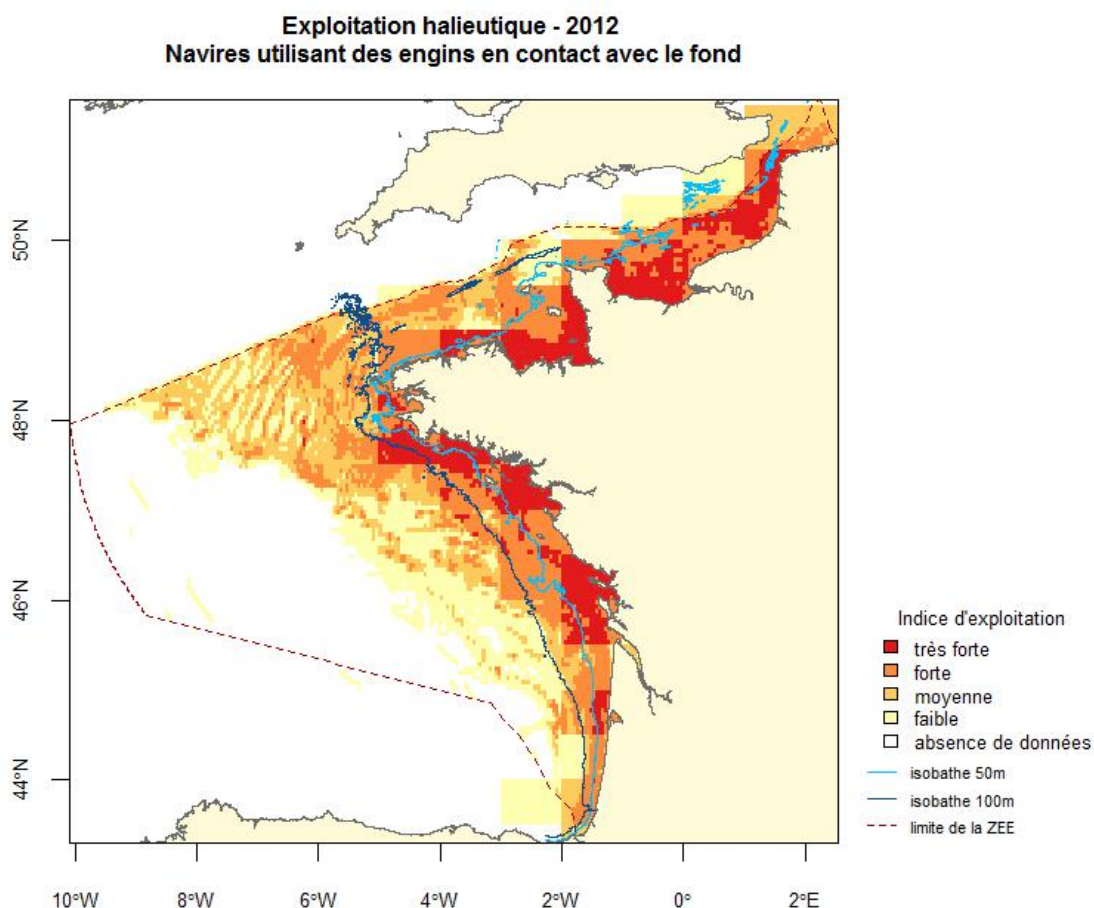 Exploitation halieutique - 2012
Navires utilisant des engins en contact avec le fond
50°N
48°N
46°N
44°N
10°W
8°W
6°W
4°W
2°W
0°
2°E
Indice d'exploitation
très forte
forte
moyenne
faible
absence de données
isobathe 50m
isobathe 100m
limite de la ZEE